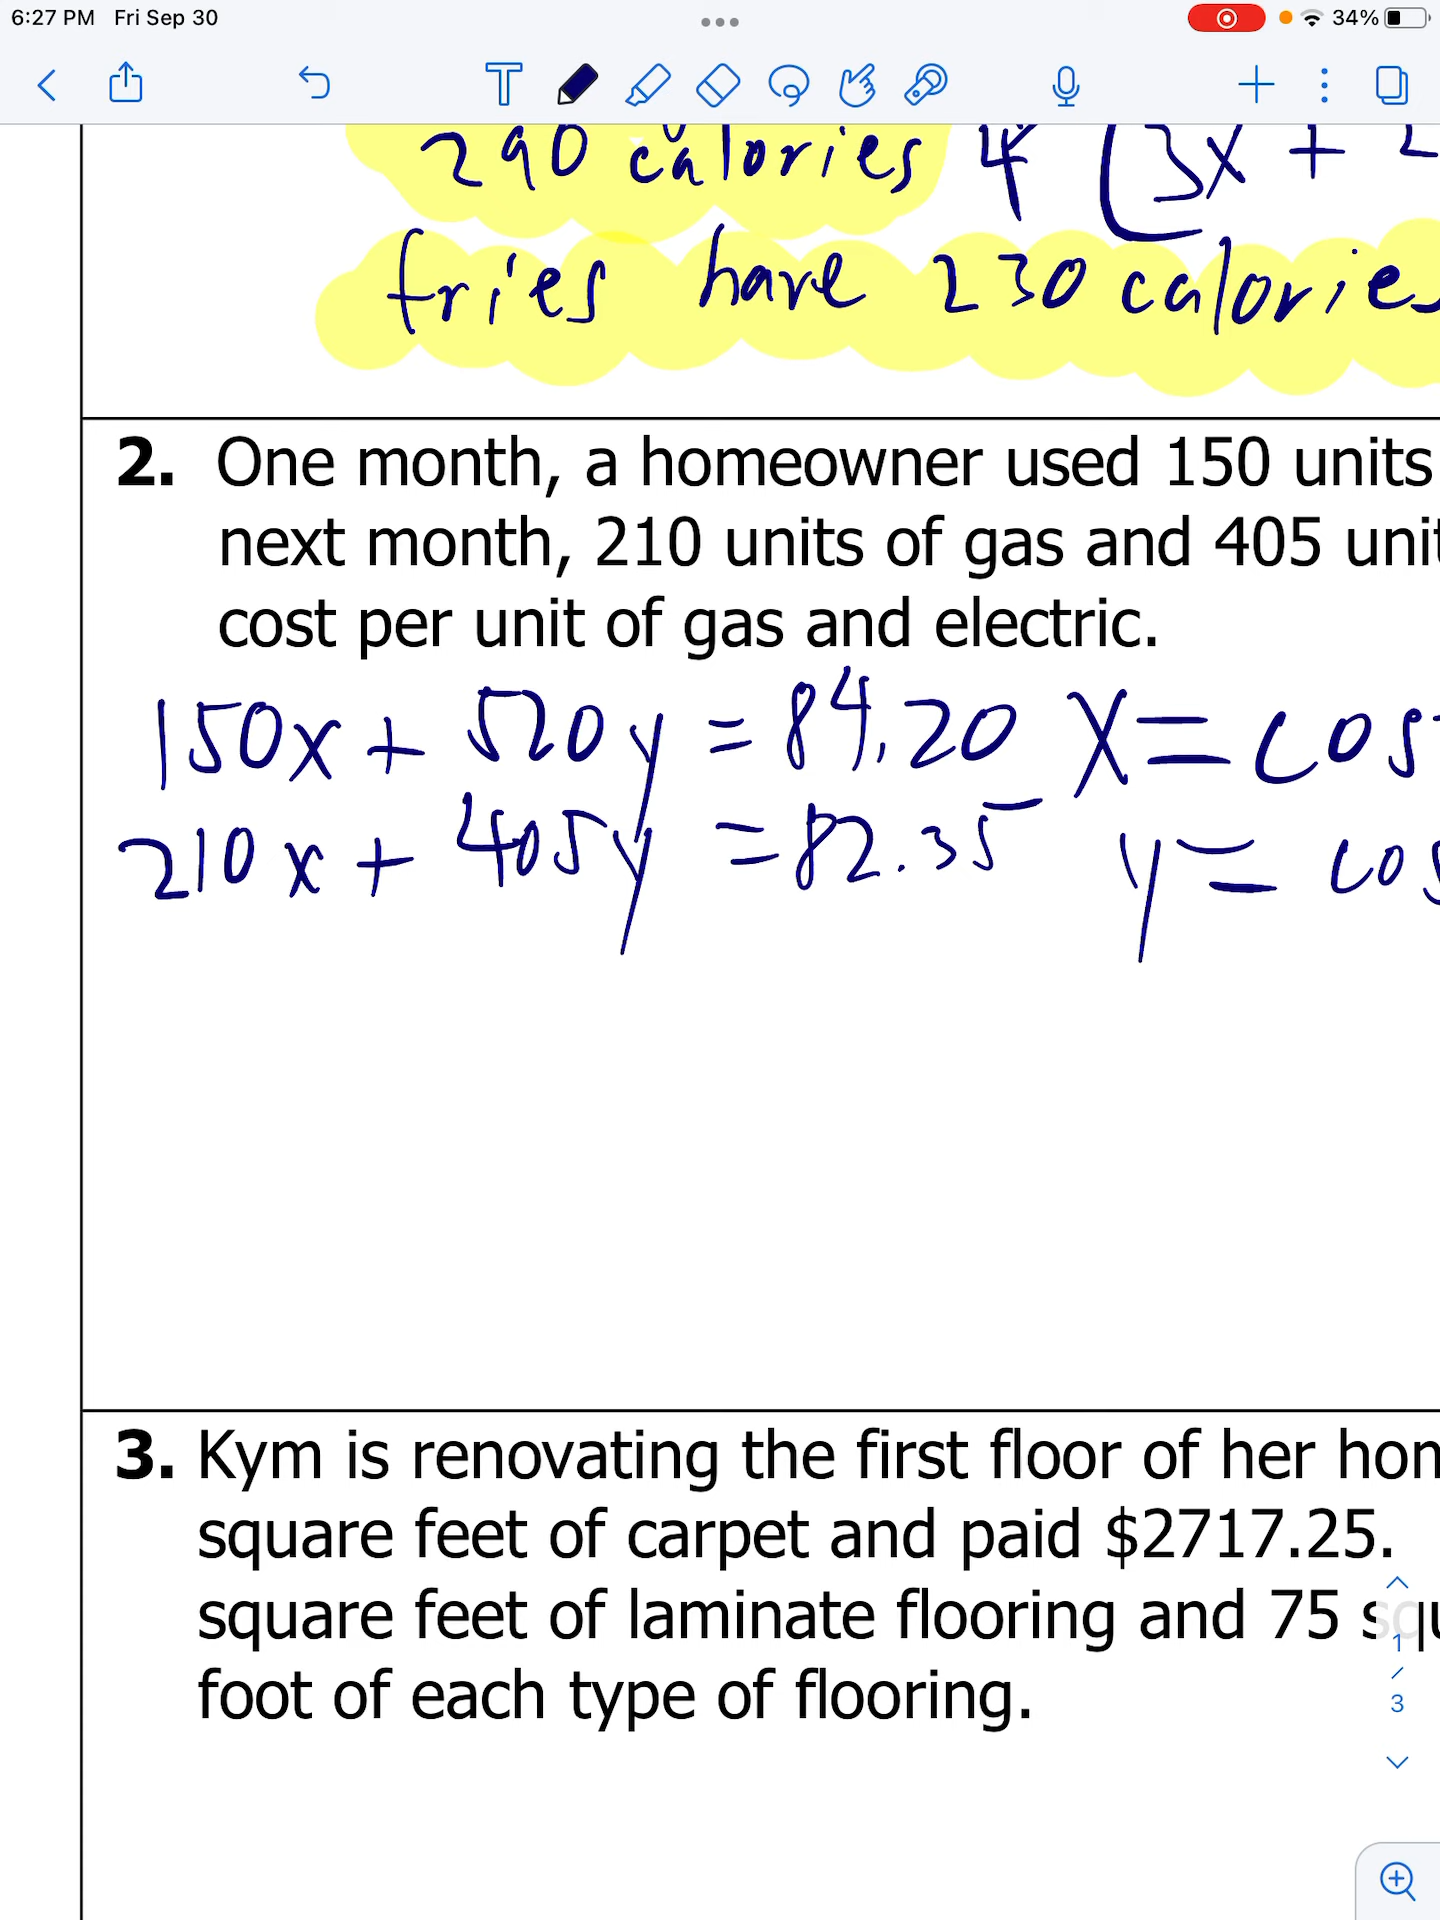 6:27 PM Fri Sep 30 34%
290 calories 4 (3x +
fries have 230 calories
2. One month, a homeowner used 150 units
next month, 210 units of gas and 405 unit
cost per unit of gas and electric.
150x + 520y = 84.20 x = cost
210x + 405y = 82.35 y = cos
3. Kym is renovating the first floor of her hom
square feet of carpet and paid $2717.25.
square feet of laminate flooring and 75 squ
foot of each type of flooring.
1
/
3